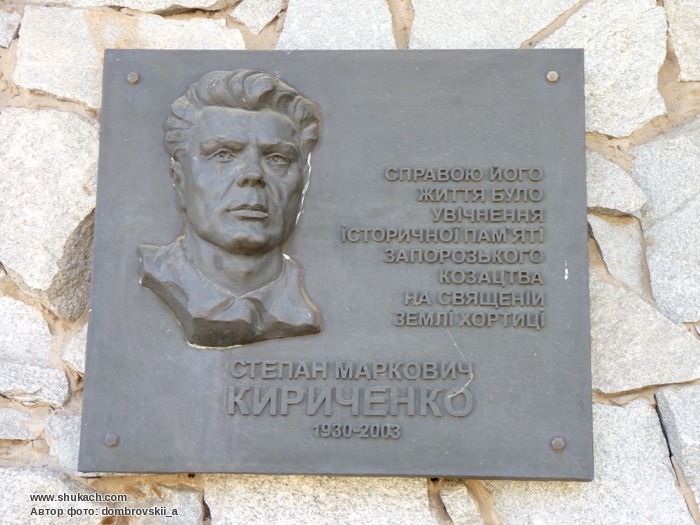 СПРАВОЮ ЙОГО
ЖИТТЯ БУЛО
УВІЧНЕННЯ
ІСТОРИЧНОЇ ПАМ'ЯТІ
ЗАПОРОЗЬКОГО
КОЗАЦТВА
НА СВЯЩЕНІЙ
ЗЕМЛІ ХОРТИЦІ
СТЕПАН МАРКОВИЧ
КИРИЧЕНКО
1930-2003
www.shukach.com
Автор фото: dombrovskii_a